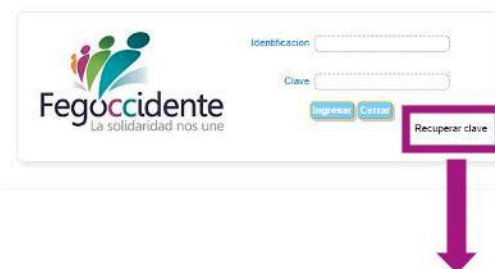 Identificacion
Clave
Ingresar Cerrar
Recuperar clave
Fegoccidente
La solidaridad nos une